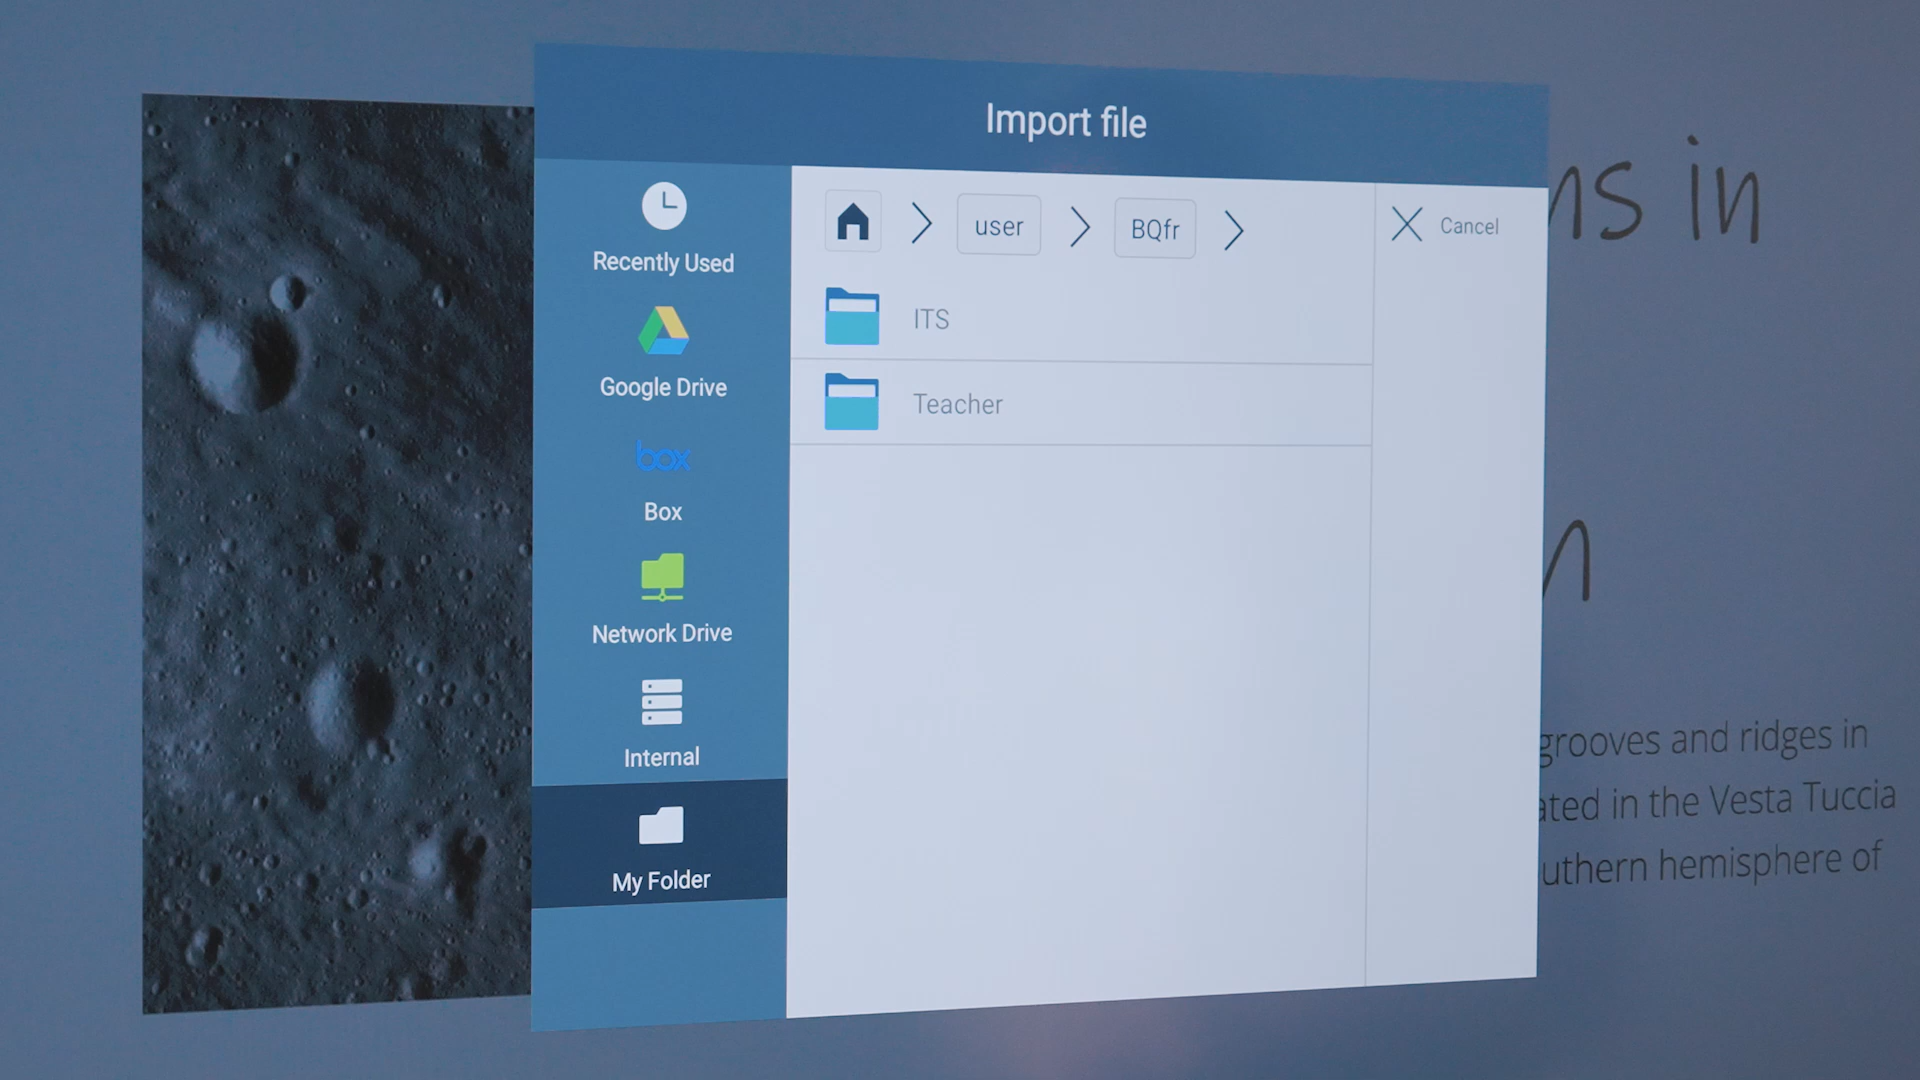 Import file
Recently Used
Google Drive
box
Box
Network Drive
Internal
My Folder
user
BQfr
Cancel
ITS
Teacher
ns in
n
grooves and ridges in
ated in the Vesta Tuccia
uthern hemisphere of